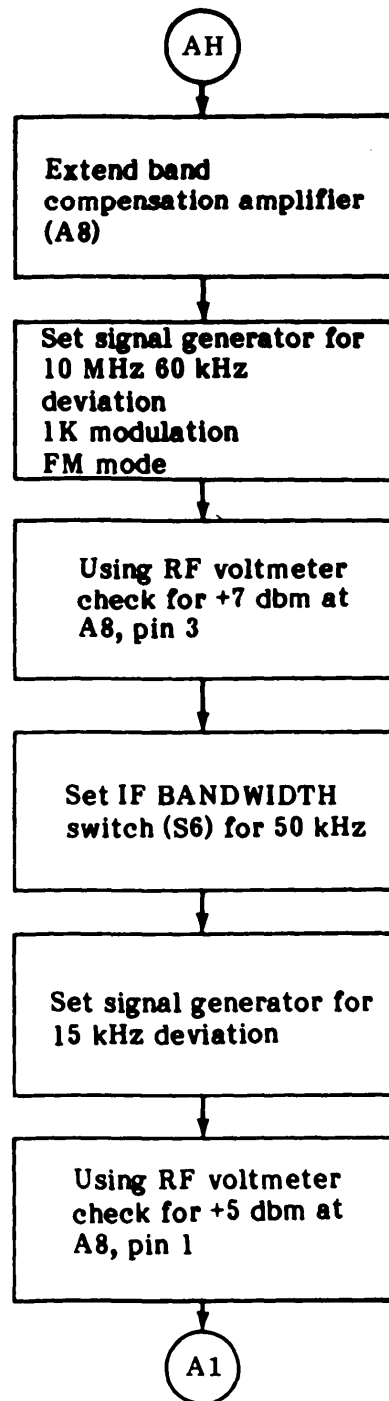 AH
Extend band
compensation amplifier
(A8)
Set signal generator for
10 MHz 60 kHz
deviation
1K modulation
FM mode
Using RF voltmeter
check for +7 dbm at
A8, pin 3
Set IF BANDWIDTH
switch (S6) for 50 kHz
Set signal generator for
15 kHz deviation
Using RF voltmeter
check for +5 dbm at
A8, pin 1
A1